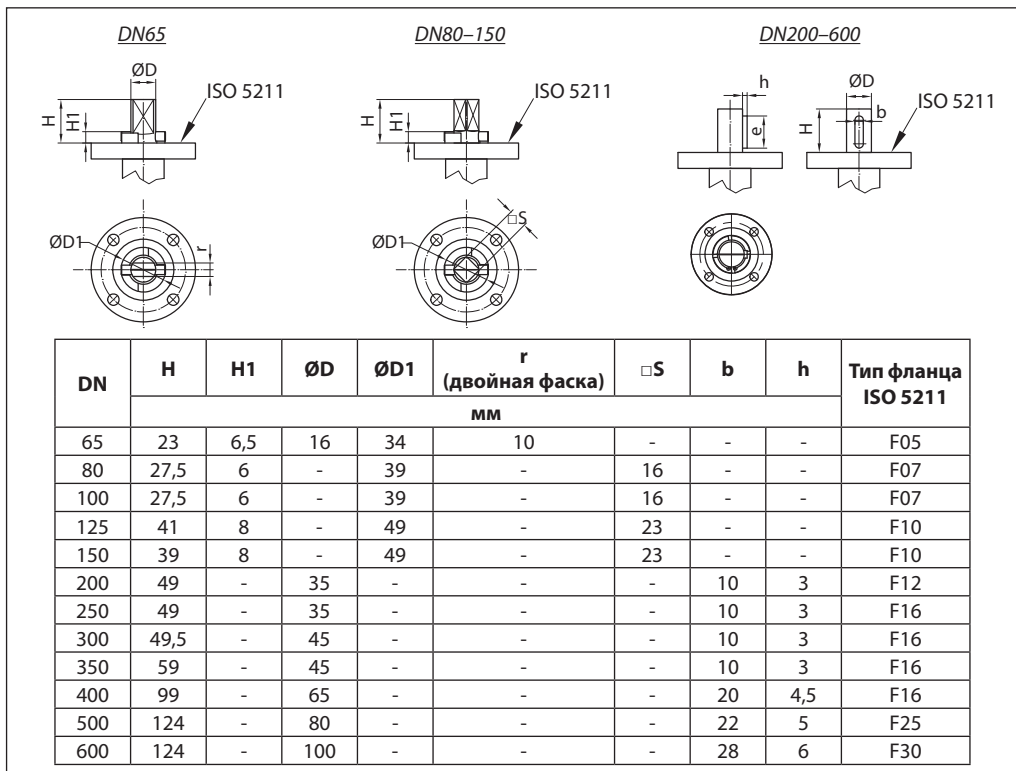 DN65
DN80–150
DN200–600
ØD
ISO 5211
H
H1
ISO 5211
H
H1
h
e
ØD
b
H
ISO 5211
ØD1
r
ØD1
□S
DN H H1 ØD ØD1 r (двойная фаска) □S b h Тип фланца ISO 5211
мм
65 23 6,5 16 34 10 - - - F05
80 27,5 6 - 39 - 16 - - F07
100 27,5 6 - 39 - 16 - - F07
125 41 8 - 49 - 23 - - F10
150 39 8 - 49 - 23 - - F10
200 49 - 35 - - - 10 3 F12
250 49 - 35 - - - 10 3 F16
300 49,5 - 45 - - - 10 3 F16
350 59 - 45 - - - 10 3 F16
400 99 - 65 - - - 20 4,5 F16
500 124 - 80 - - - 22 5 F25
600 124 - 100 - - - 28 6 F30